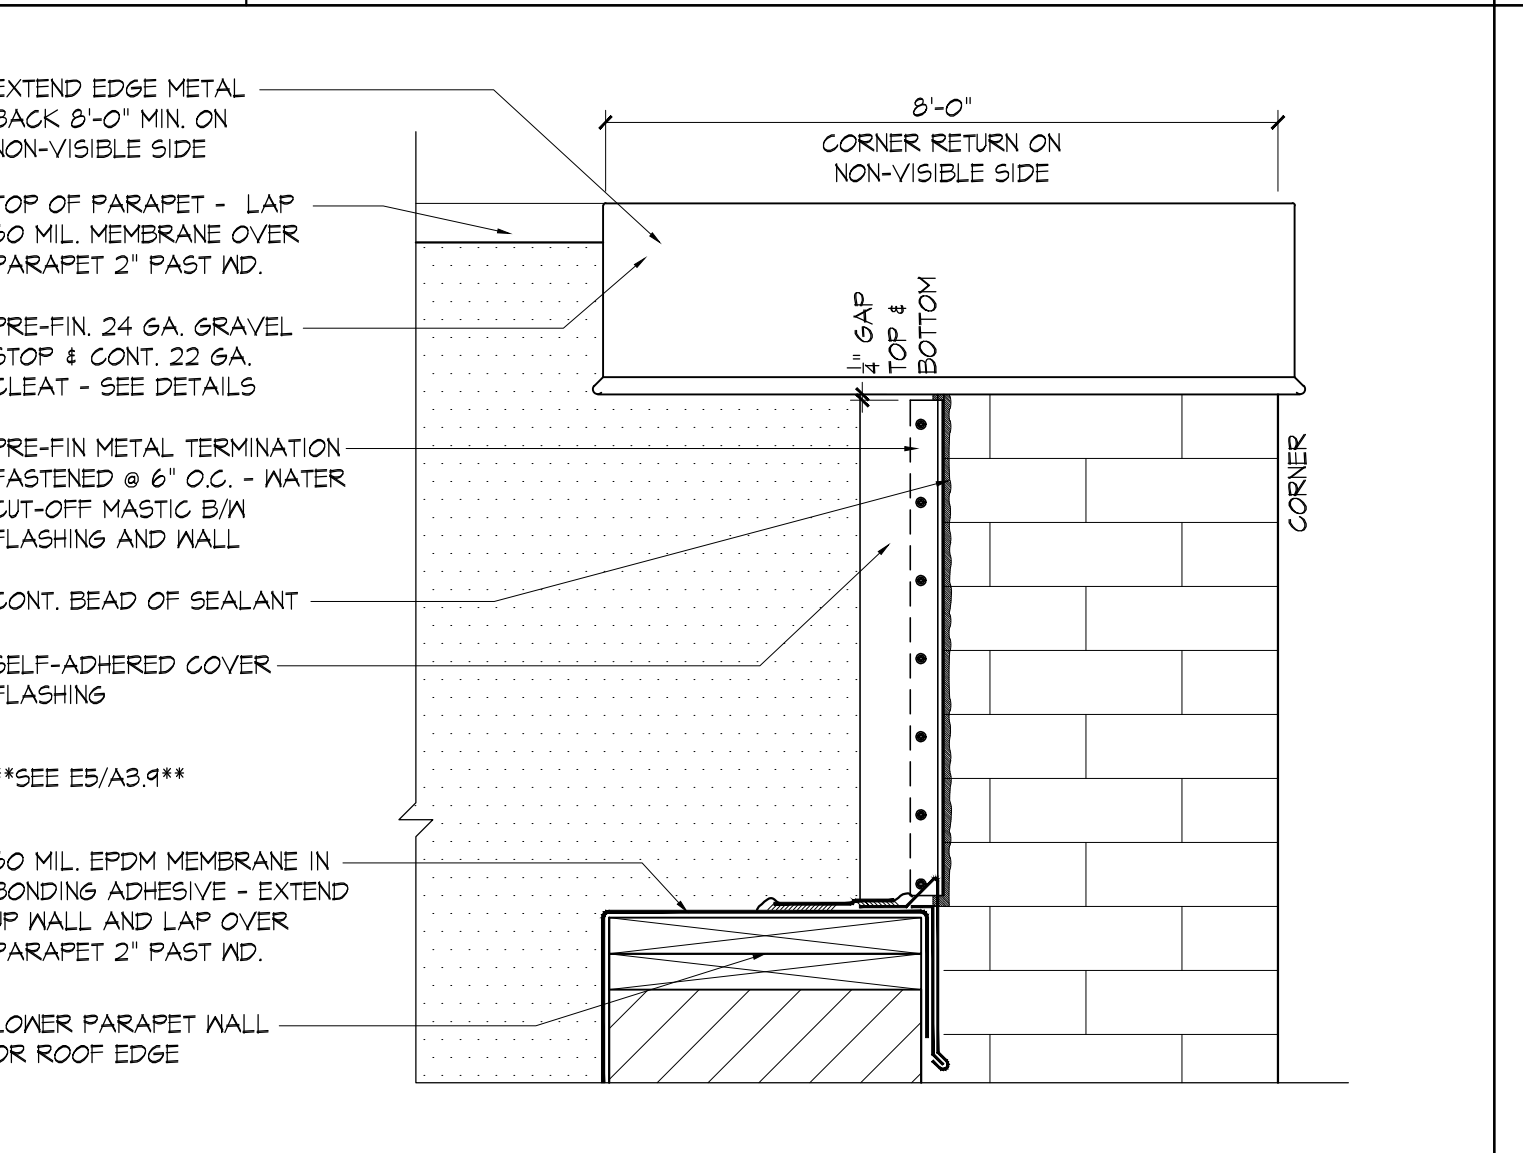 EXTEND EDGE METAL
BACK 8'-0" MIN. ON
NON-VISIBLE SIDE
TOP OF PARAPET - LAP
60 MIL. MEMBRANE OVER
PARAPET 2" PAST WD.
PRE-FIN. 24 GA. GRAVEL
STOP & CONT. 22 GA.
CLEAT - SEE DETAILS
PRE-FIN METAL TERMINATION
FASTENED @ 6" O.C. - WATER
CUT-OFF MASTIC B/W
FLASHING AND WALL
CONT. BEAD OF SEALANT
SELF-ADHERED COVER
FLASHING
**SEE E5/A3.9**
60 MIL. EPDM MEMBRANE IN
BONDING ADHESIVE - EXTEND
UP WALL AND LAP OVER
PARAPET 2" PAST WD.
LOWER PARAPET WALL
OR ROOF EDGE
8'-0"
CORNER RETURN ON
NON-VISIBLE SIDE
1/4" GAP
TOP &
BOTTOM
CORNER